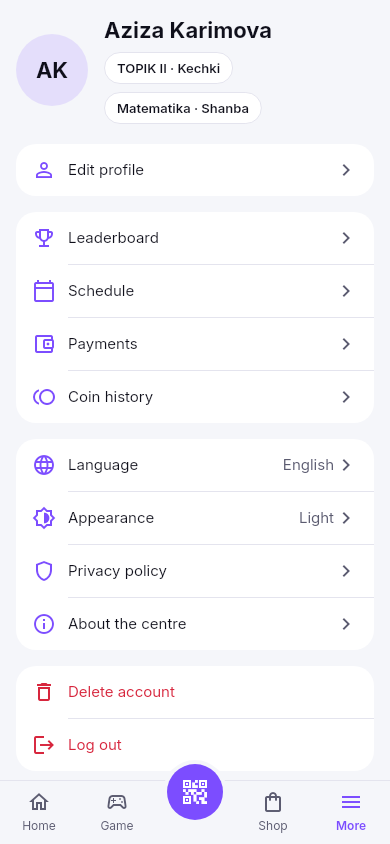 Aziza Karimova
AK
TOPIK II · Kechki
Matematika · Shanba
Edit profile
Leaderboard
Schedule
Payments
Coin history
Language English
Appearance Light
Privacy policy
About the centre
Delete account
Log out
Home Game Shop More